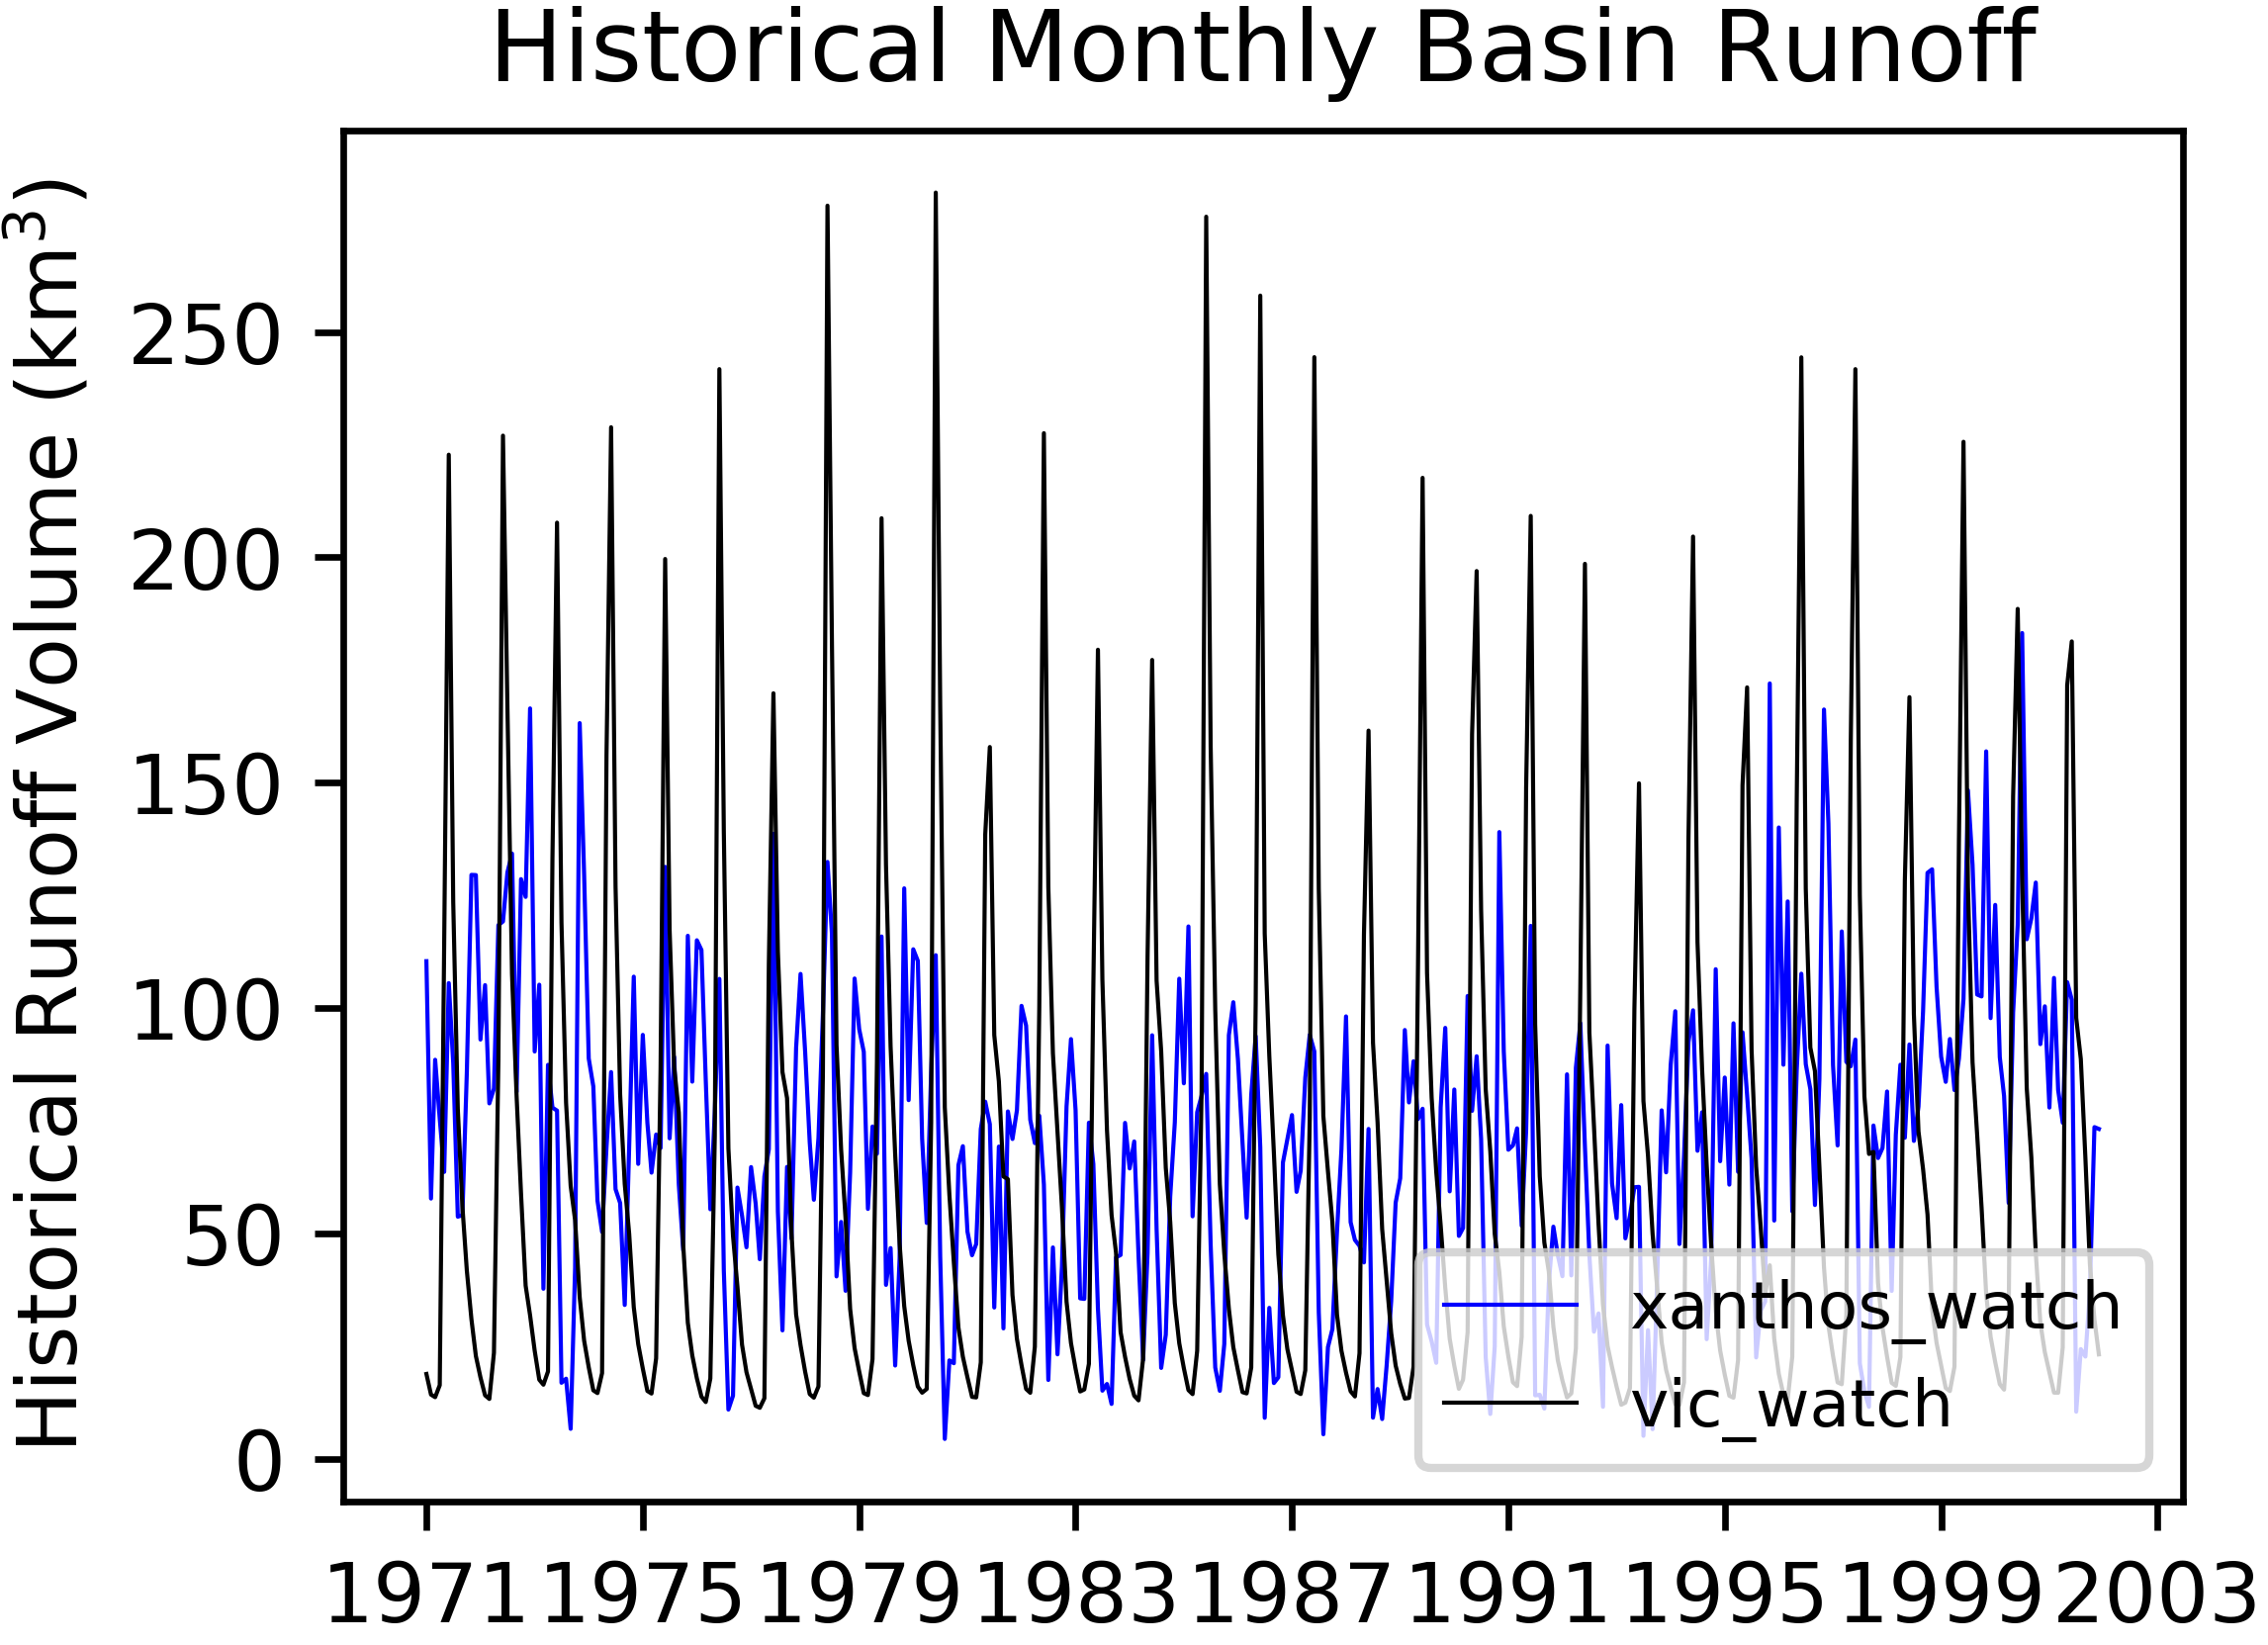 Historical Monthly Basin Runoff
Historical Runoff Volume (km³)
250
200
150
100
50
0
xanthos_watch
vic_watch
1971 1975 1979 1983 1987 1991 1995 1999 2003